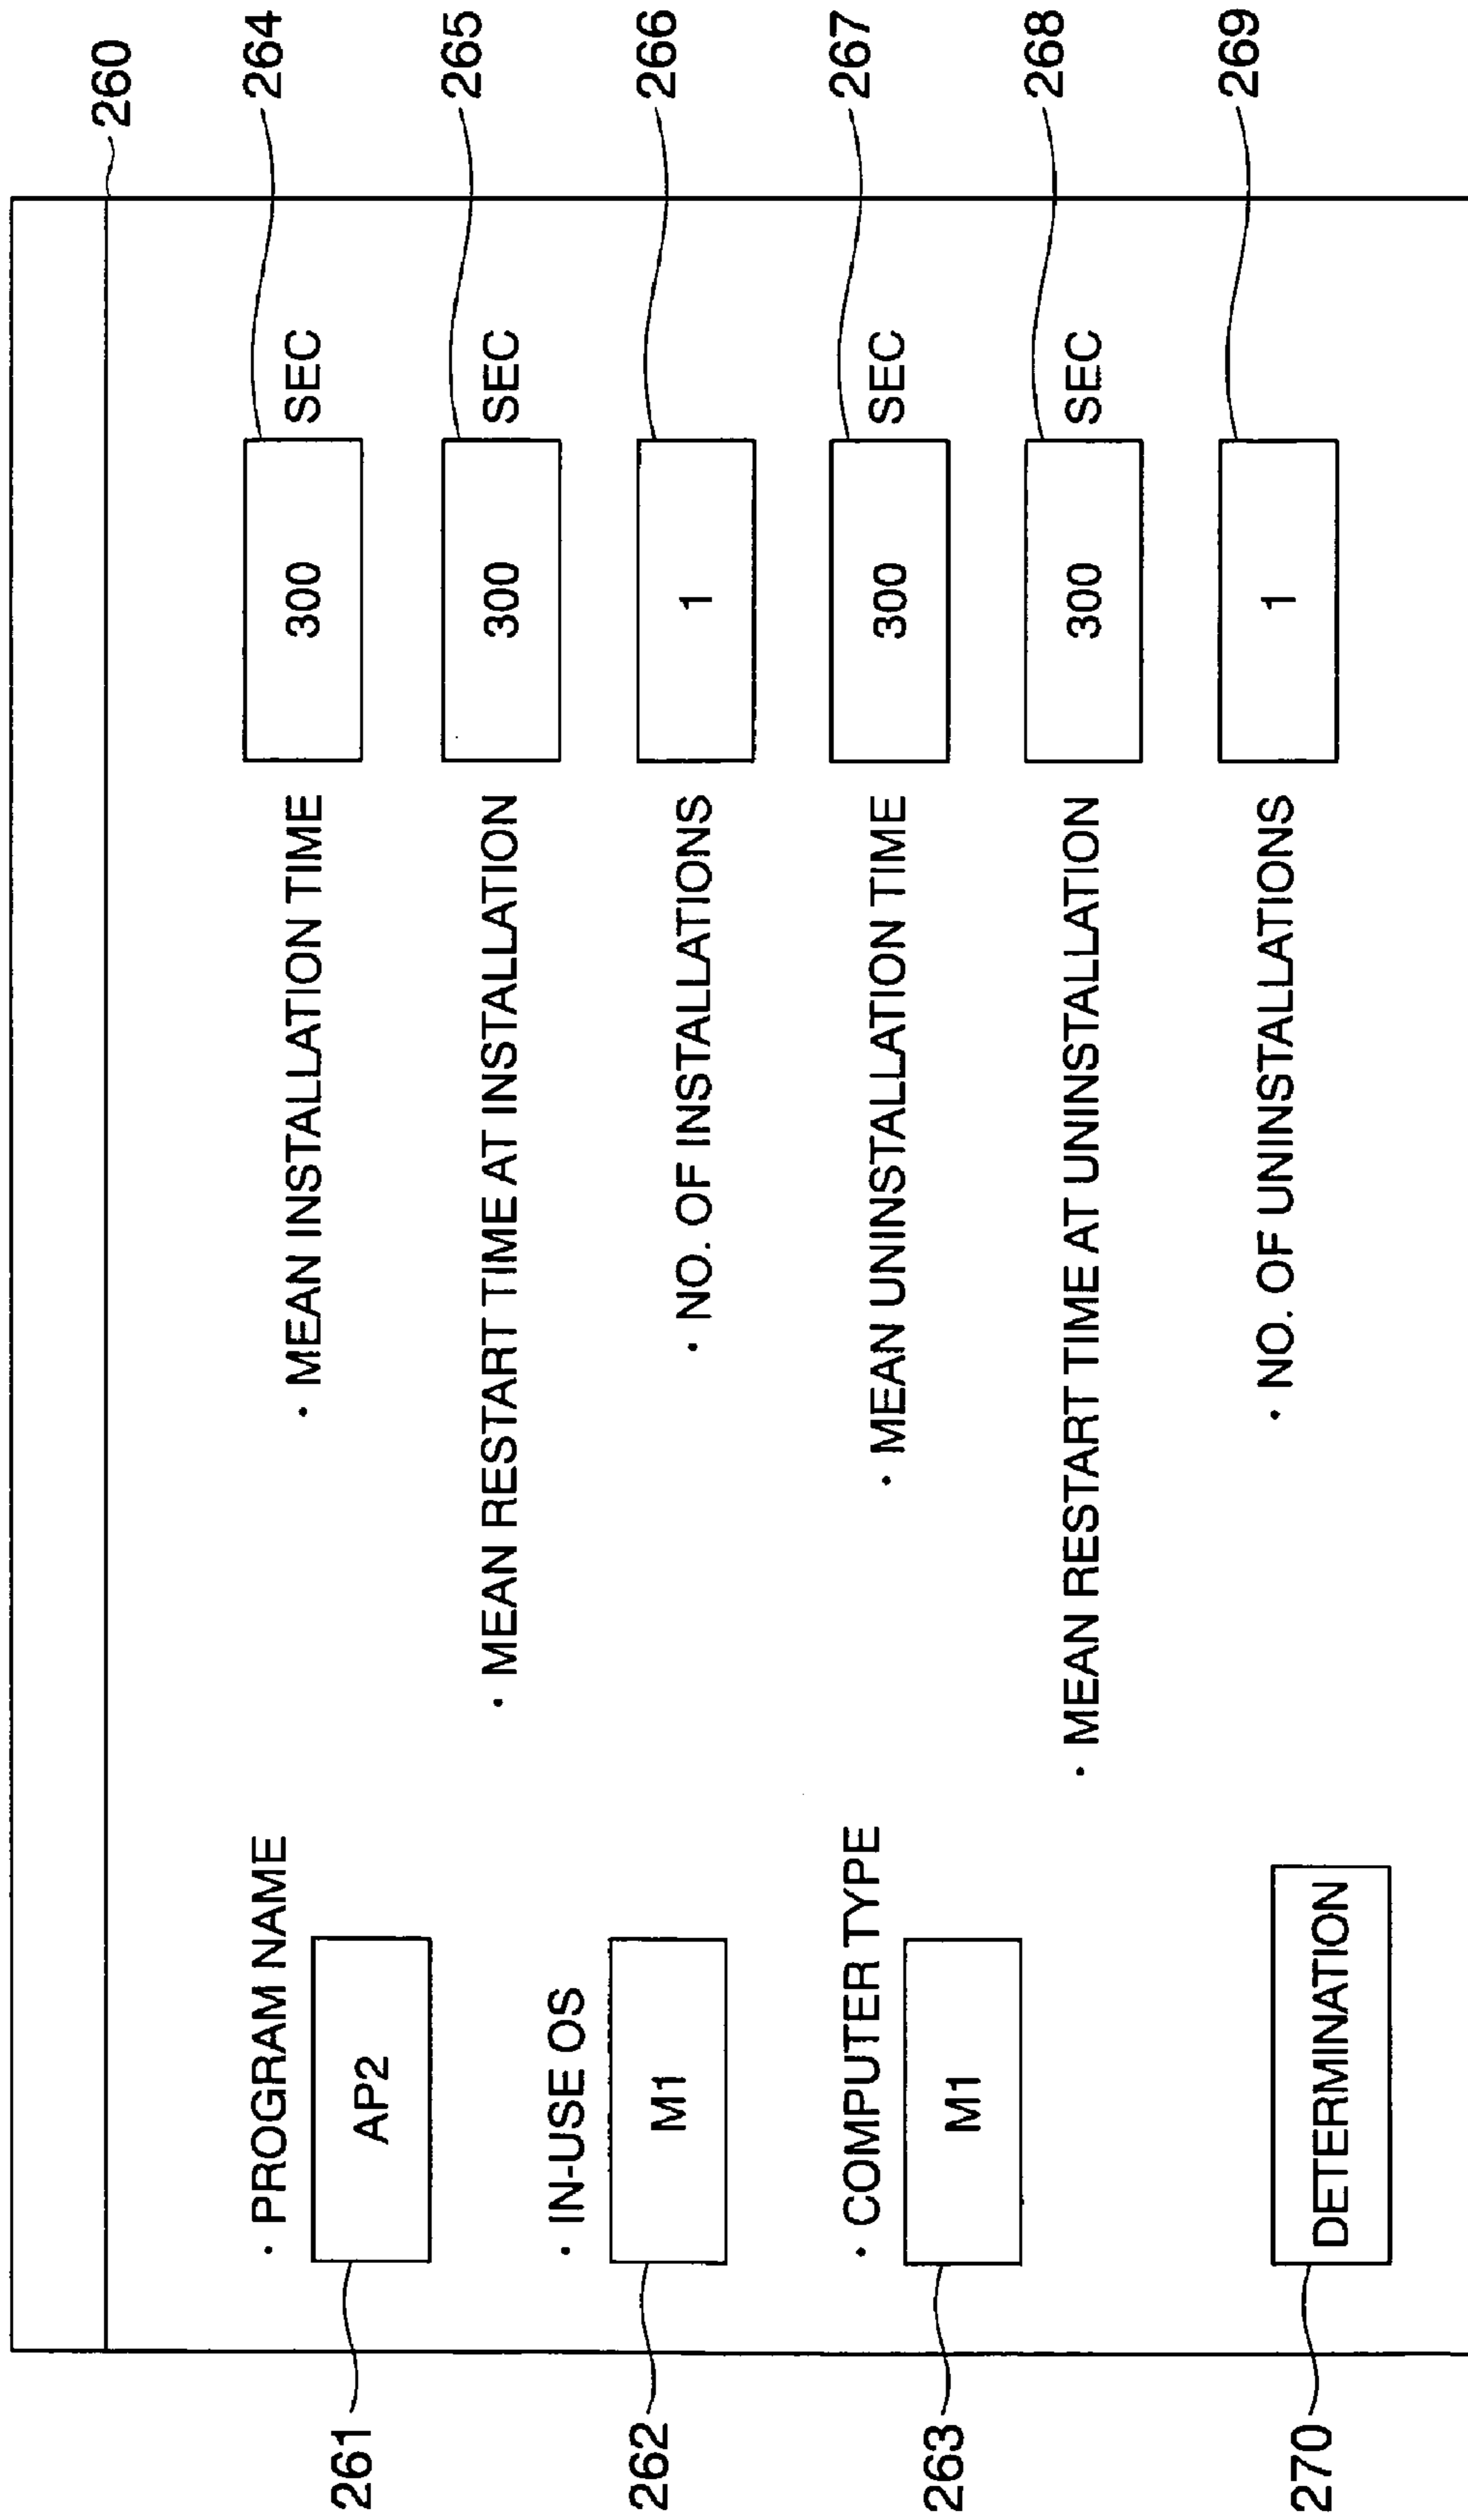 260
• PROGRAM NAME
261
AP2
• IN-USE OS
262
M1
• COMPUTER TYPE
263
M1
270
DETERMINATION
• MEAN INSTALLATION TIME 300 SEC 264
• MEAN RESTART TIME AT INSTALLATION 300 SEC 265
• NO. OF INSTALLATIONS 1 266
• MEAN UNINSTALLATION TIME 300 SEC 267
• MEAN RESTART TIME AT UNINSTALLATION 300 SEC 268
• NO. OF UNINSTALLATIONS 1 269